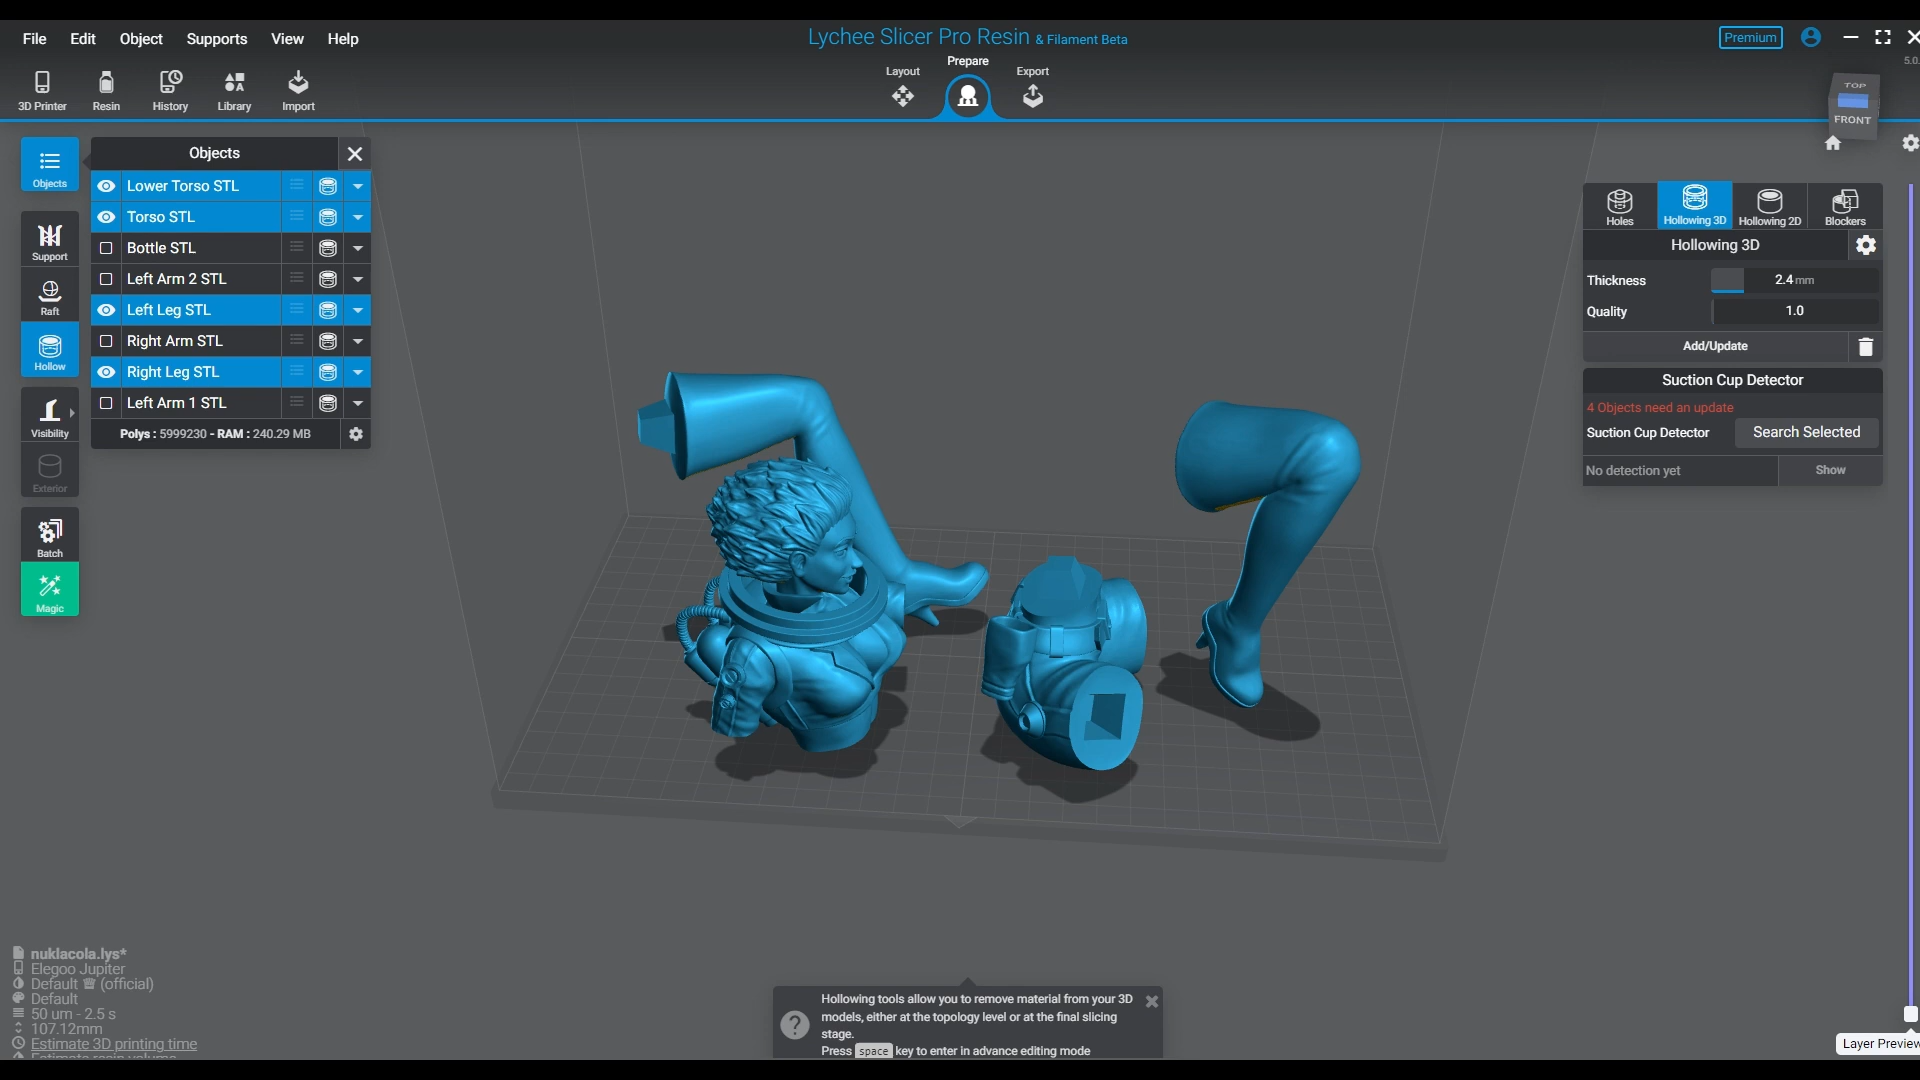 File Edit Object Supports View Help
Lychee Slicer Pro Resin & Filament Beta
Premium
5.0.
3D Printer Resin History Library Import
Layout Prepare Export
TOP
FRONT
Objects
Support
Raft
Hollow
Visibility
Exterior
Batch
Magic
Objects
Lower Torso STL
Torso STL
Bottle STL
Left Arm 2 STL
Left Leg STL
Right Arm STL
Right Leg STL
Left Arm 1 STL
Polys : 5999230 - RAM : 240.29 MB
Holes Hollowing 3D Hollowing 2D Blockers
Hollowing 3D
Thickness 2.4mm
Quality 1.0
Add/Update
Suction Cup Detector
4 Objects need an update
Suction Cup Detector Search Selected
No detection yet Show
nuklacola.lys*
Elegoo Jupiter
Default (official)
Default
50 um - 2.5 s
107.12mm
Estimate 3D printing time
Estimate resin volume
Hollowing tools allow you to remove material from your 3D
models, either at the topology level or at the final slicing
stage.
Press space key to enter in advance editing mode
Layer Preview